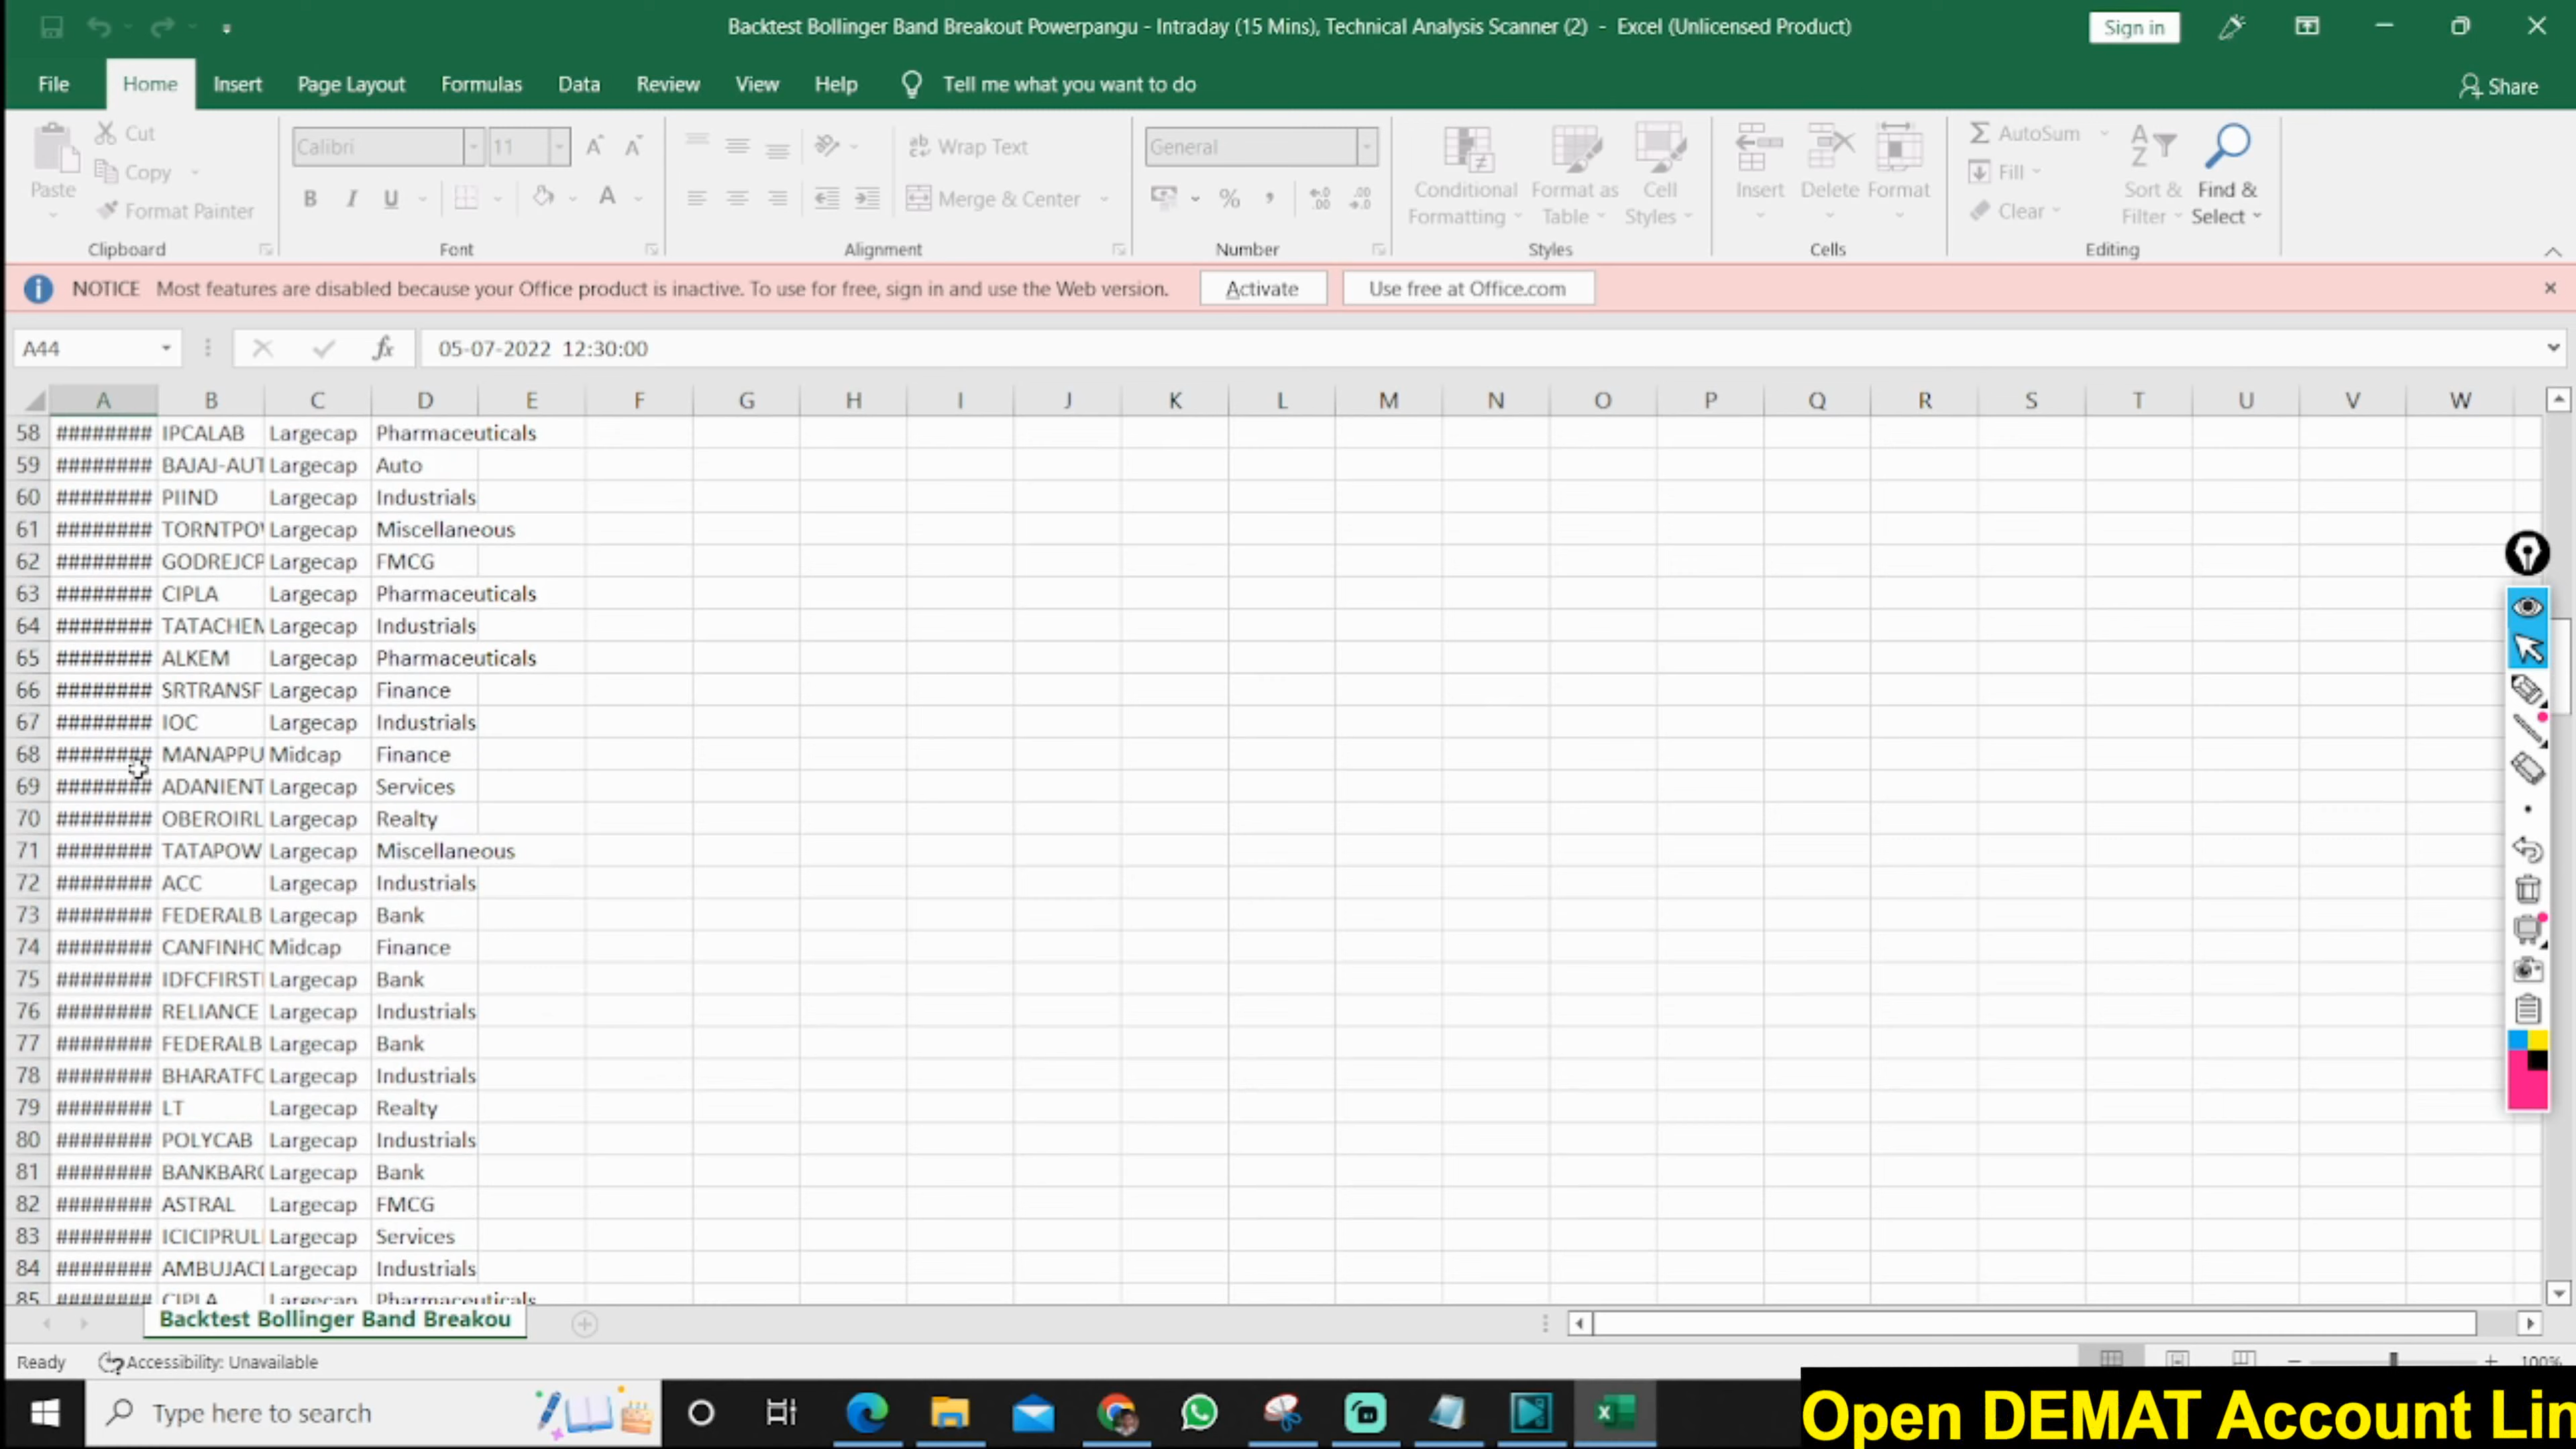 Backtest Bollinger Band Breakout Powerpangu - Intraday (15 Mins), Technical Analysis Scanner (2) - Excel (Unlicensed Product)
Sign in
File Home Insert Page Layout Formulas Data Review View Help Tell me what you want to do Share
Paste Cut Copy Format Painter Clipboard
Calibri 11 B I U A Font
Wrap Text Merge & Center Alignment
General % , Number
Conditional Formatting Format as Table Cell Styles Styles
Insert Delete Format Cells
AutoSum Fill Clear Sort & Filter Find & Select Editing
NOTICE Most features are disabled because your Office product is inactive. To use for free, sign in and use the Web version. Activate Use free at Office.com
A44 fx 05-07-2022 12:30:00
A B C D E F G H I J K L M N O P Q R S T U V W
58 ######## IPCALAB Largecap Pharmaceuticals
59 ######## BAJAJ-AUT Largecap Auto
60 ######## PIIND Largecap Industrials
61 ######## TORNTPO Largecap Miscellaneous
62 ######## GODREJCP Largecap FMCG
63 ######## CIPLA Largecap Pharmaceuticals
64 ######## TATACHEM Largecap Industrials
65 ######## ALKEM Largecap Pharmaceuticals
66 ######## SRTRANSF Largecap Finance
67 ######## IOC Largecap Industrials
68 ######## MANAPPU Midcap Finance
69 ######## ADANIENT Largecap Services
70 ######## OBEROIRL Largecap Realty
71 ######## TATAPOW Largecap Miscellaneous
72 ######## ACC Largecap Industrials
73 ######## FEDERALB Largecap Bank
74 ######## CANFINHO Midcap Finance
75 ######## IDFCFIRST Largecap Bank
76 ######## RELIANCE Largecap Industrials
77 ######## FEDERALB Largecap Bank
78 ######## BHARATFO Largecap Industrials
79 ######## LT Largecap Realty
80 ######## POLYCAB Largecap Industrials
81 ######## BANKBARO Largecap Bank
82 ######## ASTRAL Largecap FMCG
83 ######## ICICIPRUL Largecap Services
84 ######## AMBUJACE Largecap Industrials
85 ######## CIPLA Largecap Pharmaceuticals
Backtest Bollinger Band Breakou
Ready Accessibility: Unavailable 100%
Type here to search
Open DEMAT Account Lin